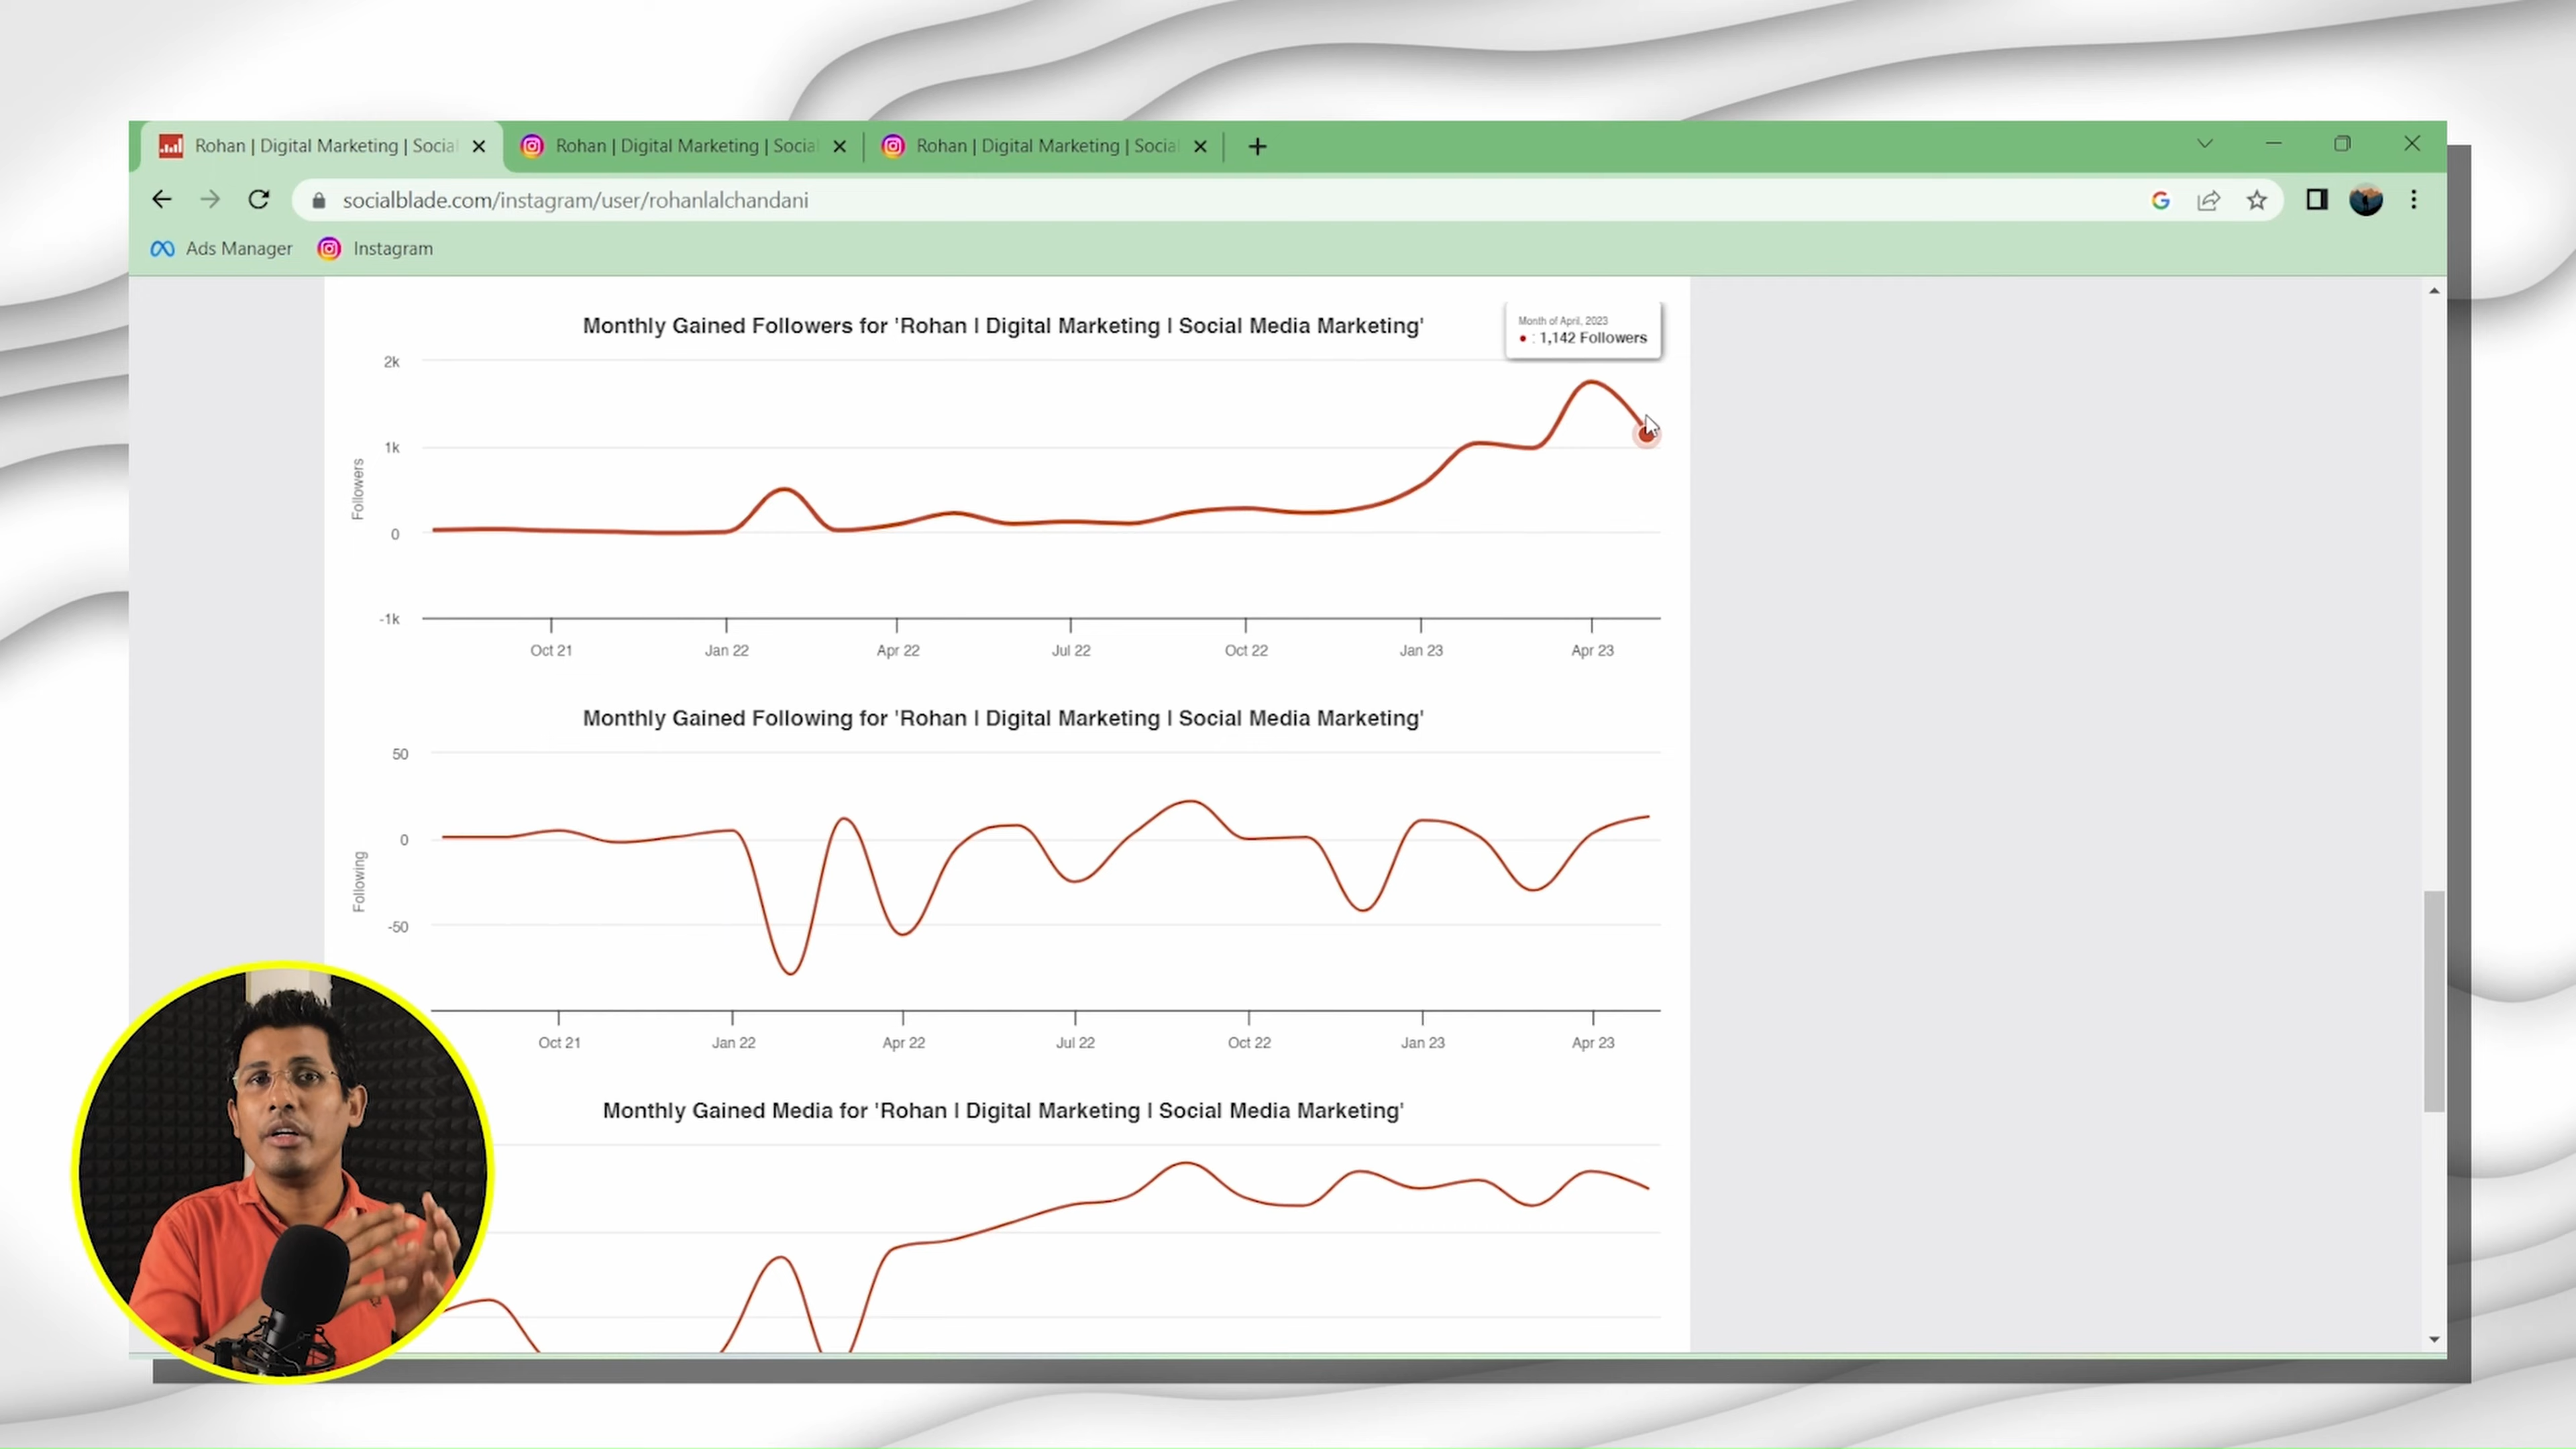 Rohan | Digital Marketing | Social
Rohan | Digital Marketing | Social
Rohan | Digital Marketing | Social
socialblade.com/instagram/user/rohanlalchandani
Ads Manager
Instagram
Monthly Gained Followers for 'Rohan | Digital Marketing | Social Media Marketing'
Month of April, 2023
● : 1,142 Followers
2k
1k
0
-1k
Followers
Oct 21
Jan 22
Apr 22
Jul 22
Oct 22
Jan 23
Apr 23
Monthly Gained Following for 'Rohan | Digital Marketing | Social Media Marketing'
50
0
-50
Following
Oct 21
Jan 22
Apr 22
Jul 22
Oct 22
Jan 23
Apr 23
Monthly Gained Media for 'Rohan | Digital Marketing | Social Media Marketing'